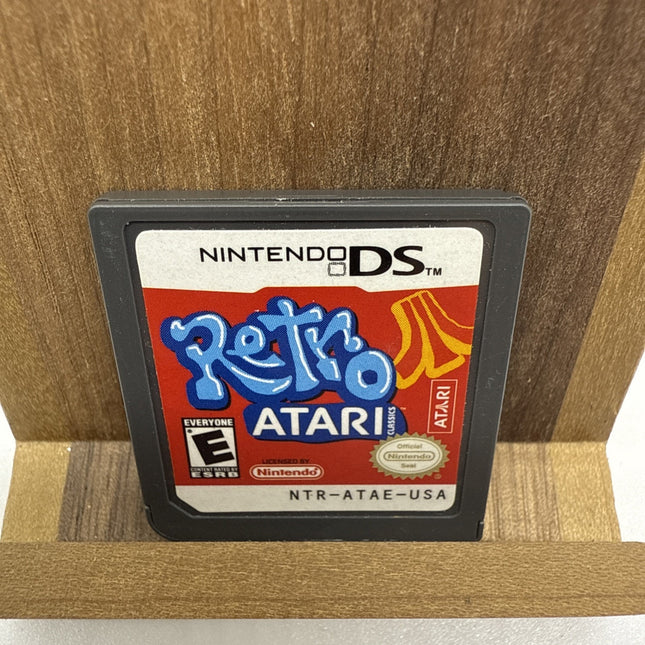 NINTENDO DS™
Retro
ATARI CLASSICS
ATARI
EVERYONE
E
CONTENT RATED BY
ESRB
LICENSED BY
Nintendo
Official
Nintendo
Seal
NTR-ATAE-USA